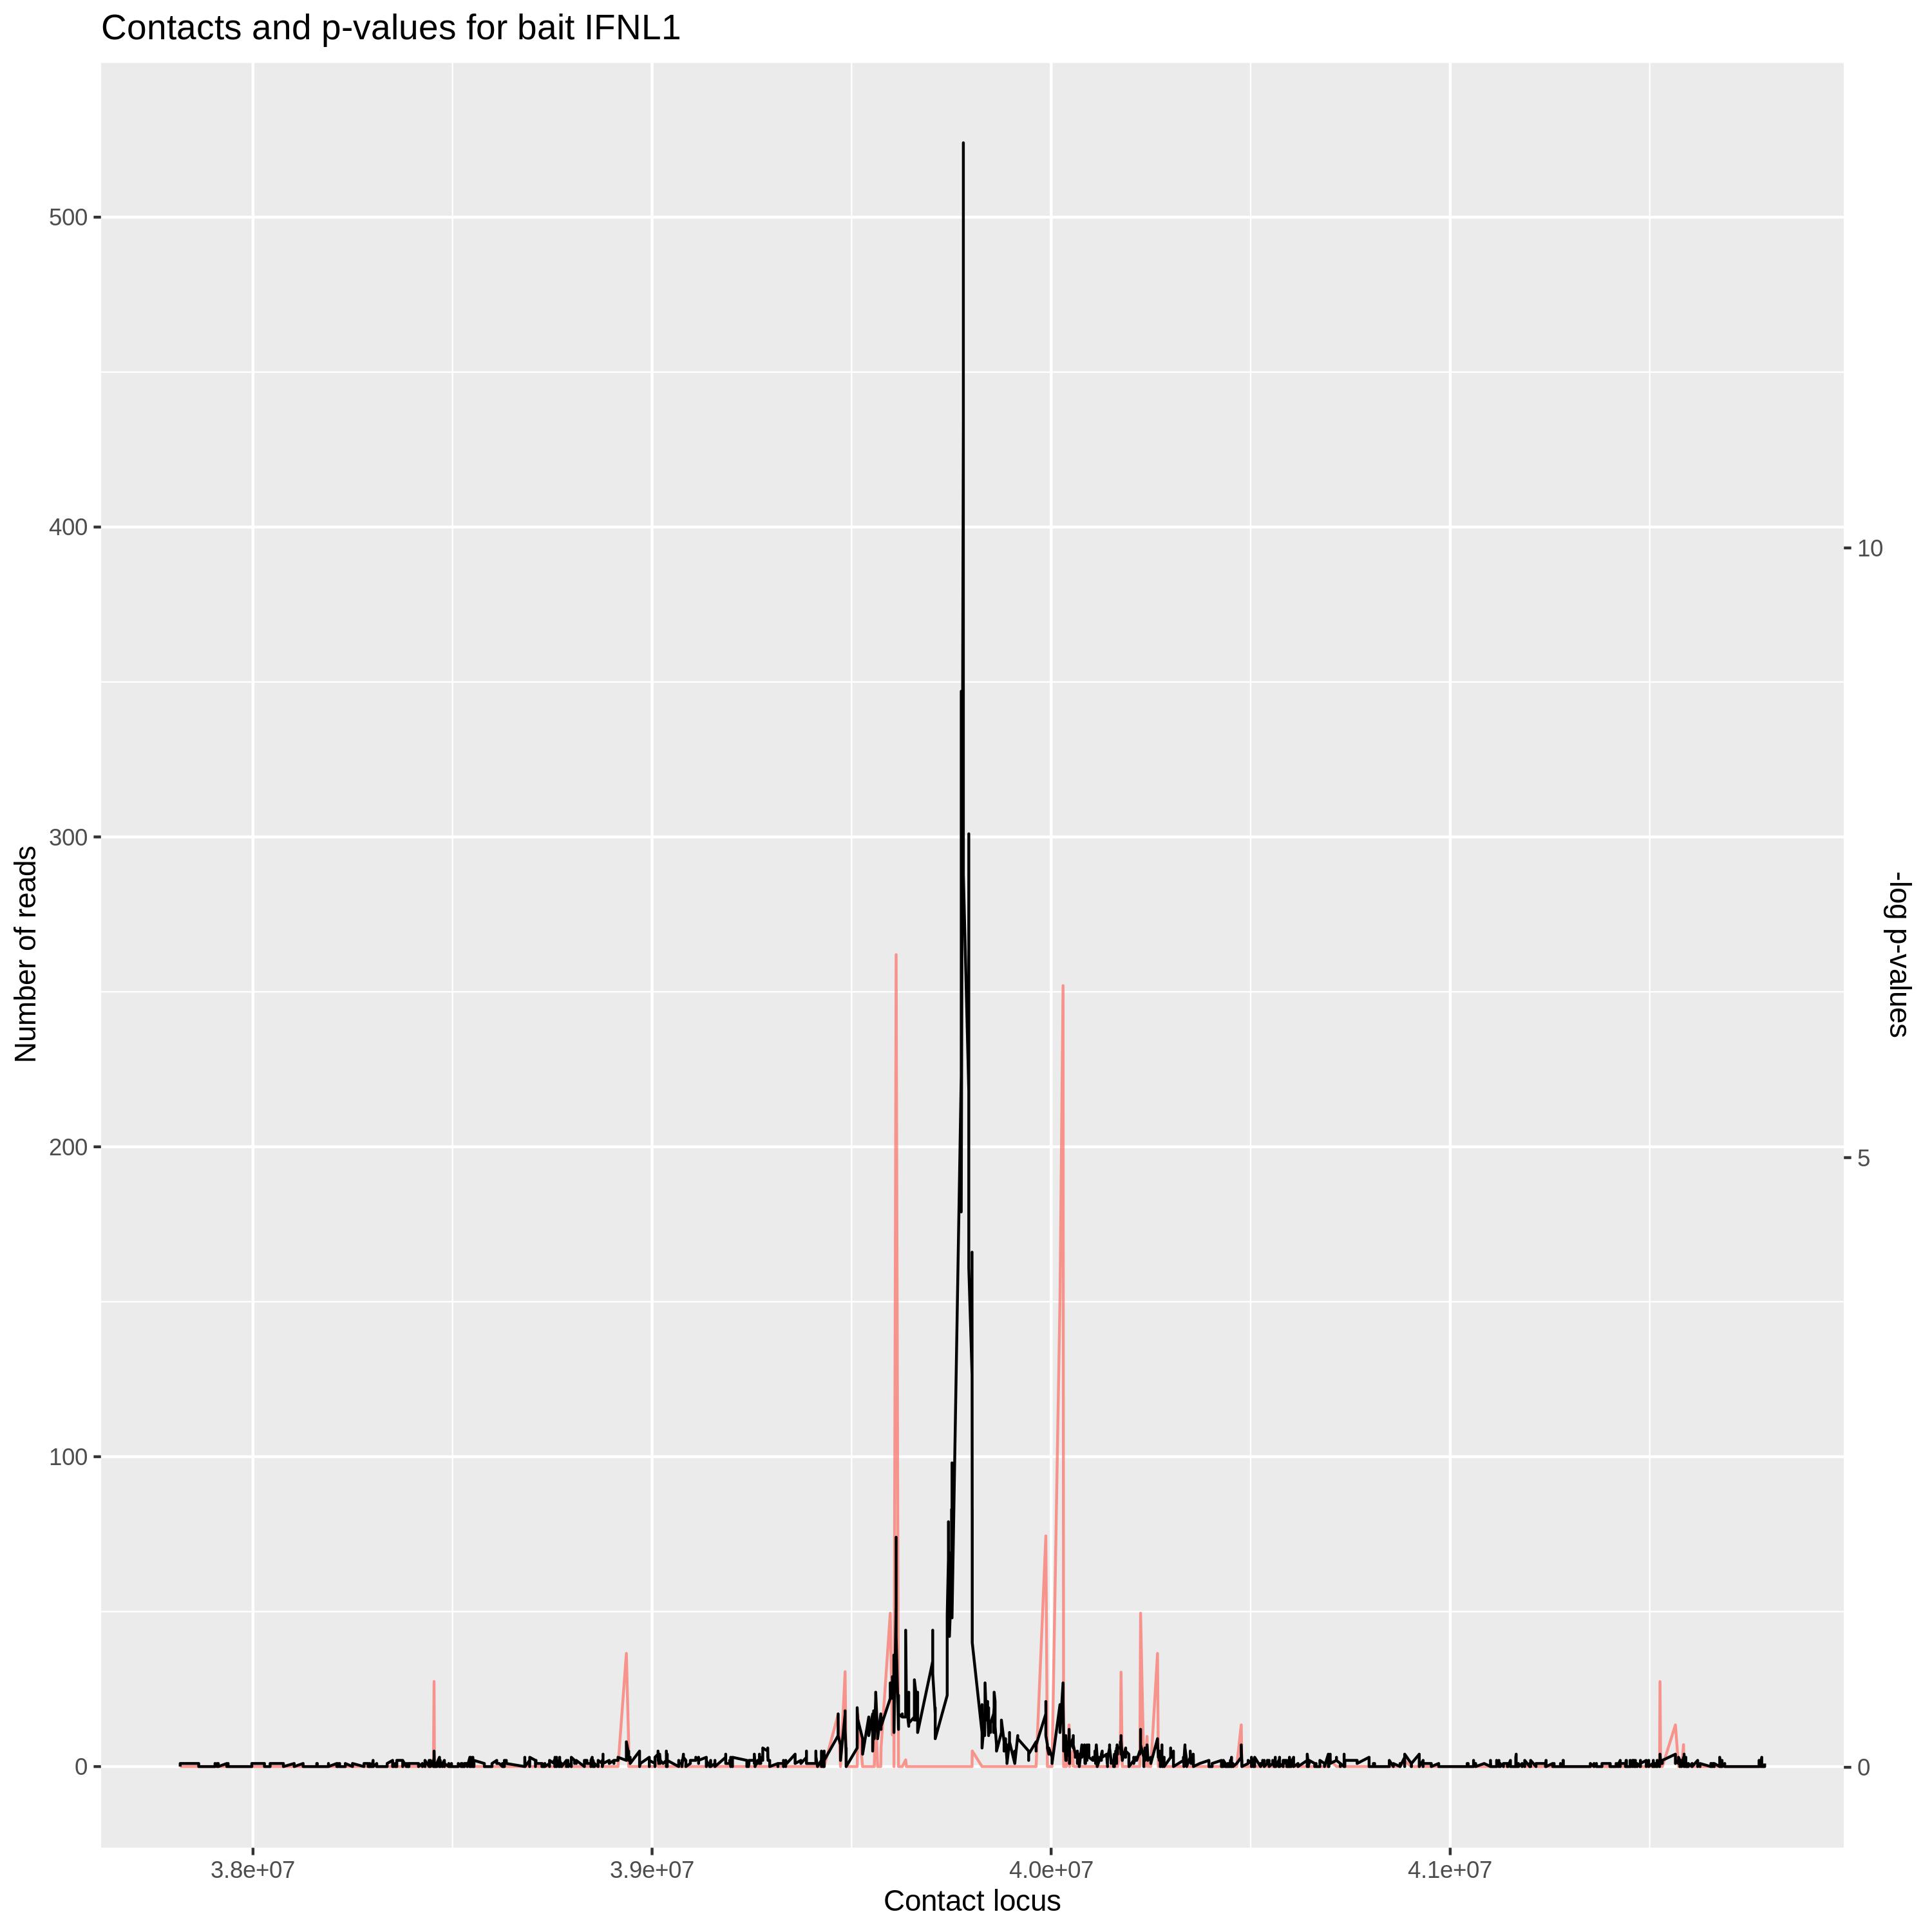 Contacts and p-values for bait IFNL1
500
400
300
200
100
0
Number of reads
10
5
0
-log p-values
3.8e+07
3.9e+07
4.0e+07
4.1e+07
Contact locus